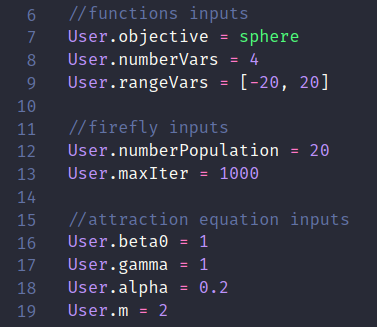 6 //functions inputs
7 User.objective = sphere
8 User.numberVars = 4
9 User.rangeVars = [-20, 20]
10
11 //firefly inputs
12 User.numberPopulation = 20
13 User.maxIter = 1000
14
15 //attraction equation inputs
16 User.beta0 = 1
17 User.gamma = 1
18 User.alpha = 0.2
19 User.m = 2